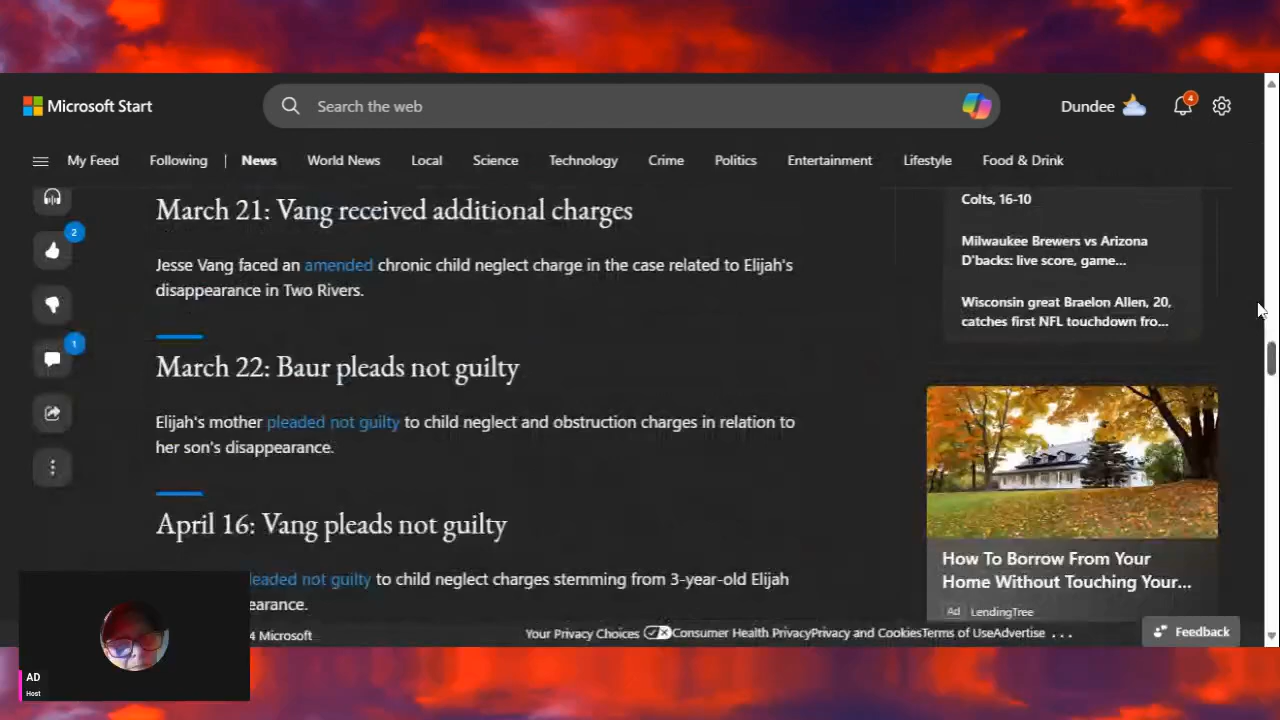 Microsoft Start
Search the web
Dundee
4
My Feed
Following
News
World News
Local
Science
Technology
Crime
Politics
Entertainment
Lifestyle
Food & Drink
March 21: Vang received additional charges
2
Jesse Vang faced an amended chronic child neglect charge in the case related to Elijah's
disappearance in Two Rivers.
1
March 22: Baur pleads not guilty
Elijah's mother pleaded not guilty to child neglect and obstruction charges in relation to
her son's disappearance.
April 16: Vang pleads not guilty
leaded not guilty to child neglect charges stemming from 3-year-old Elijah
earance.
Colts, 16-10
Milwaukee Brewers vs Arizona
D'backs: live score, game...
Wisconsin great Braelon Allen, 20,
catches first NFL touchdown fro...
How To Borrow From Your
Home Without Touching Your...
Ad LendingTree
4 Microsoft
Your Privacy Choices
Consumer Health Privacy
Privacy and Cookies
Terms of Use
Advertise
...
Feedback
AD
Host